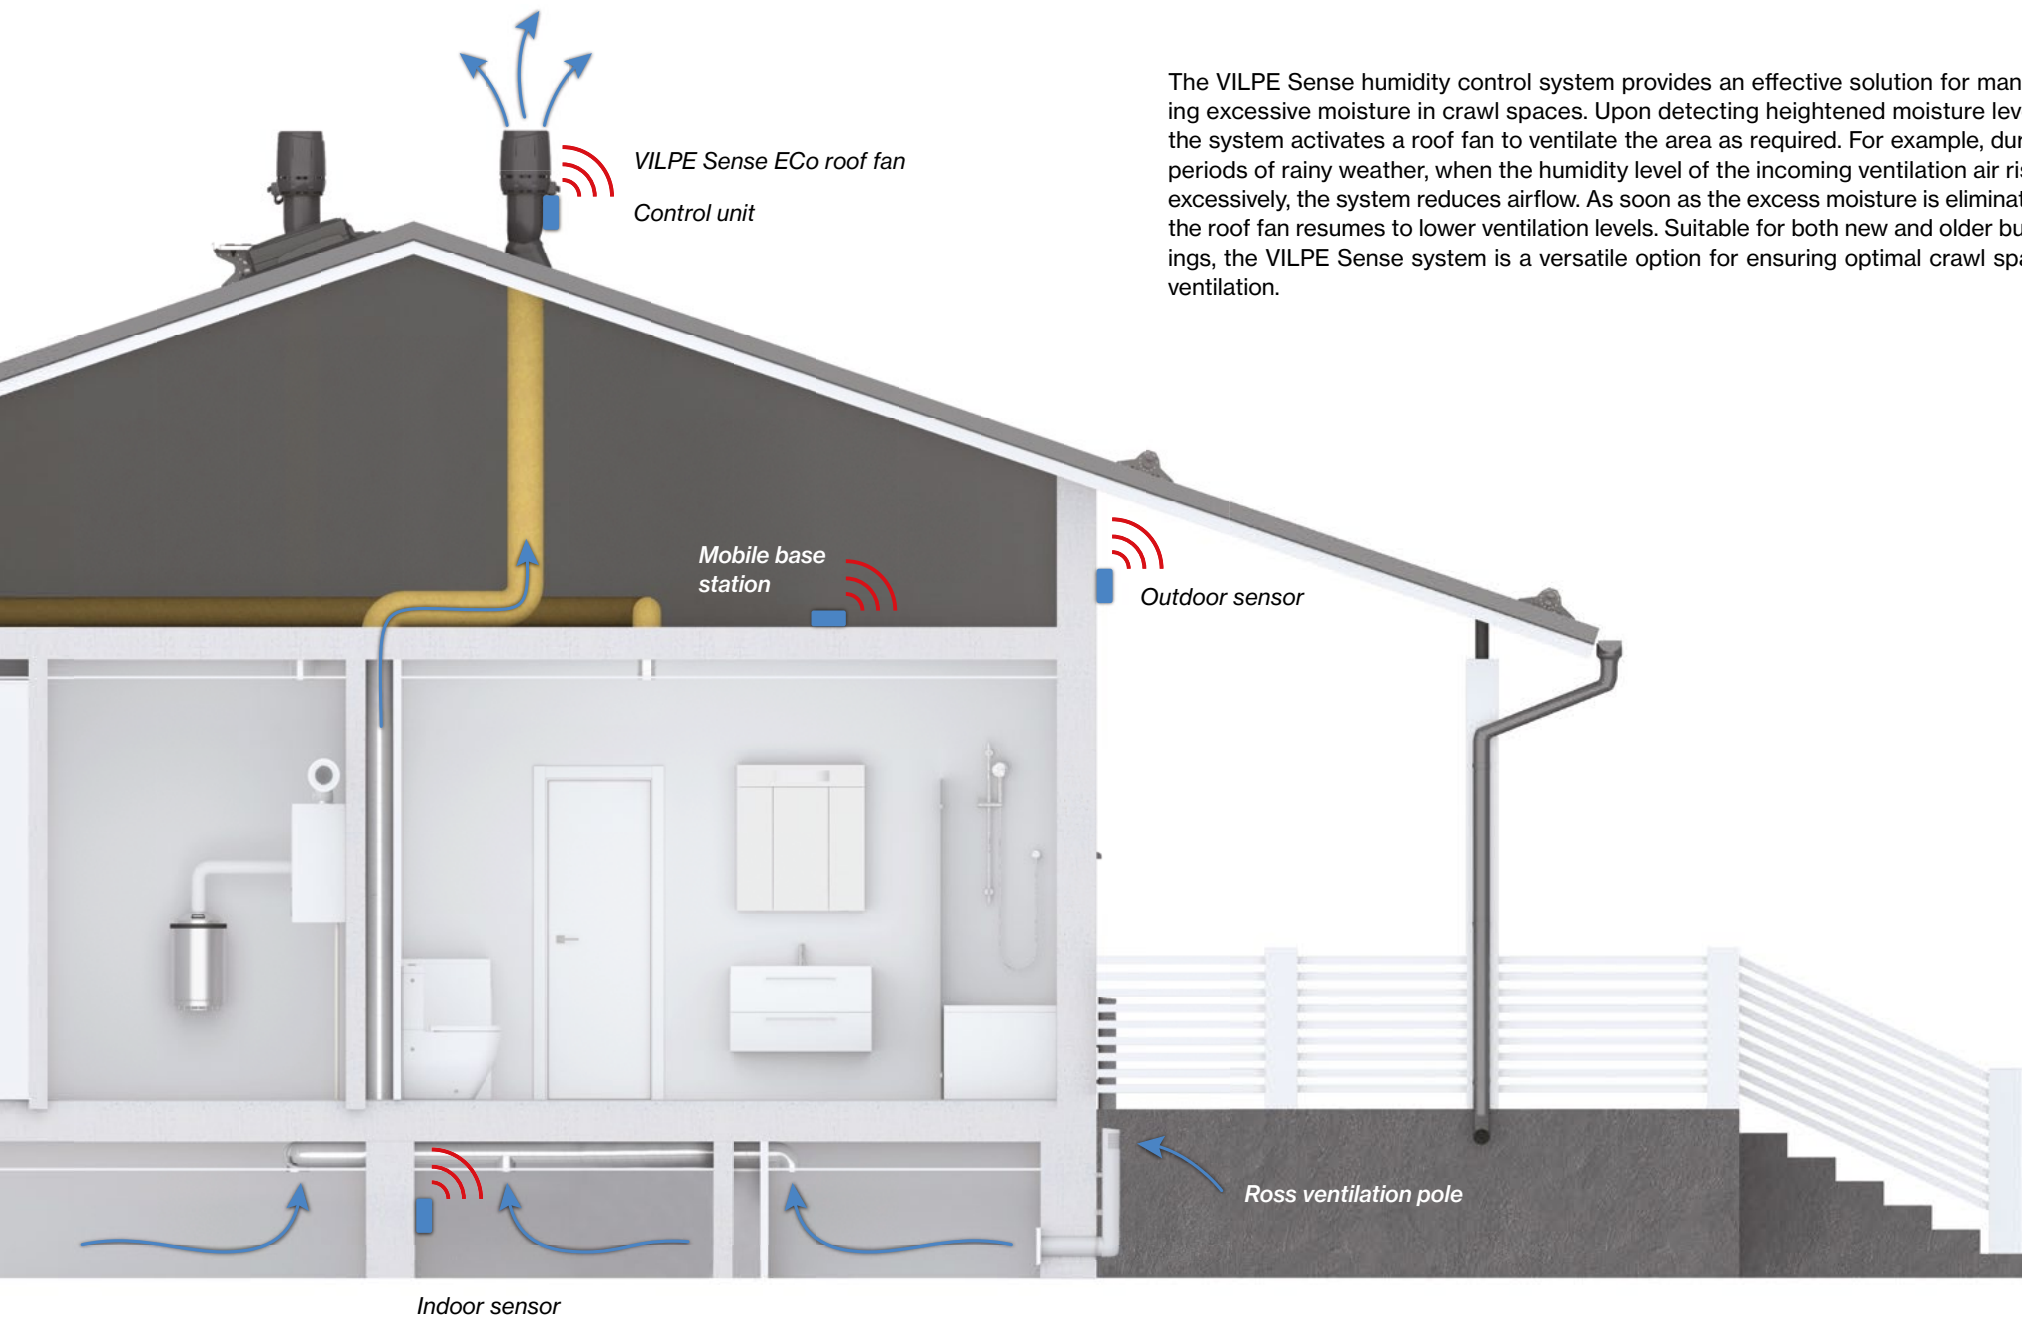 The VILPE Sense humidity control system provides an effective solution for man
ing excessive moisture in crawl spaces. Upon detecting heightened moisture lev
the system activates a roof fan to ventilate the area as required. For example, dur
periods of rainy weather, when the humidity level of the incoming ventilation air ris
excessively, the system reduces airflow. As soon as the excess moisture is eliminat
the roof fan resumes to lower ventilation levels. Suitable for both new and older bu
ings, the VILPE Sense system is a versatile option for ensuring optimal crawl spa
ventilation.
VILPE Sense ECo roof fan
Control unit
Mobile base
station
Outdoor sensor
Ross ventilation pole
Indoor sensor